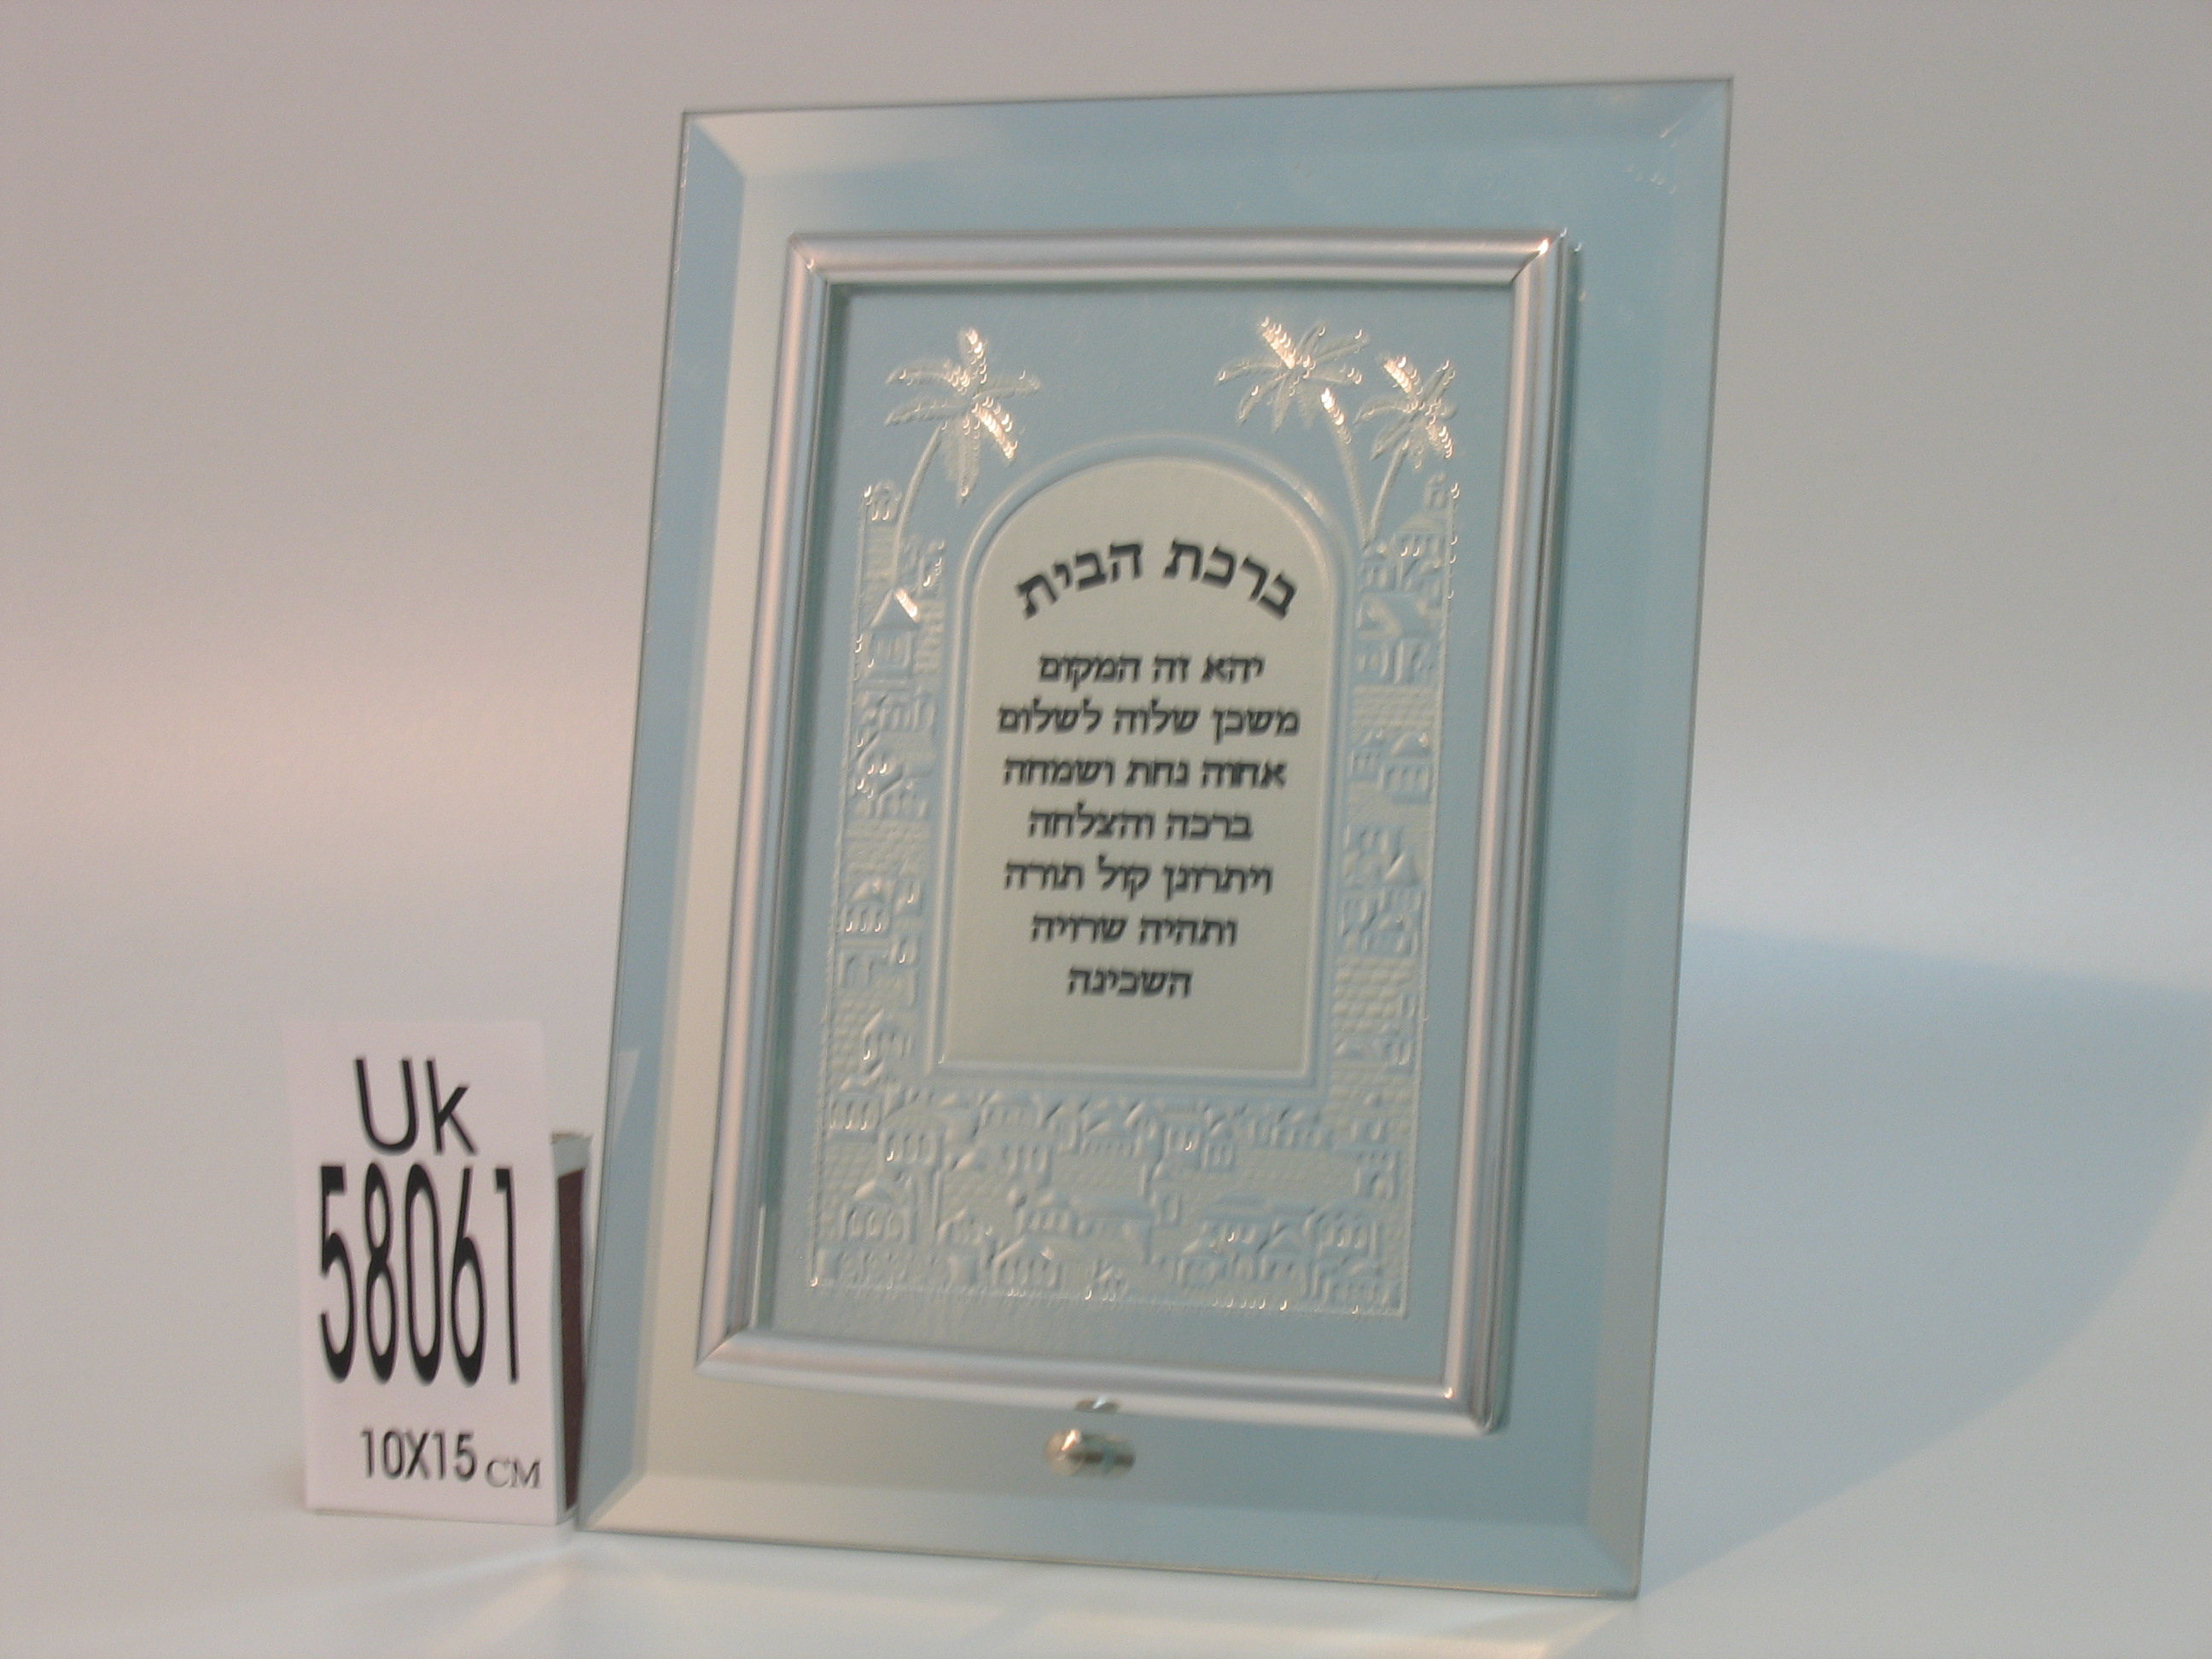 ברכת הבית
יהא זה המקום
משכן שלוה לשלום
אחוה נחת ושמחה
ברכה והצלחה
ויתרונן קול תורה
ותהיה שרויה
השכינה
Uk
58061
10X15 CM